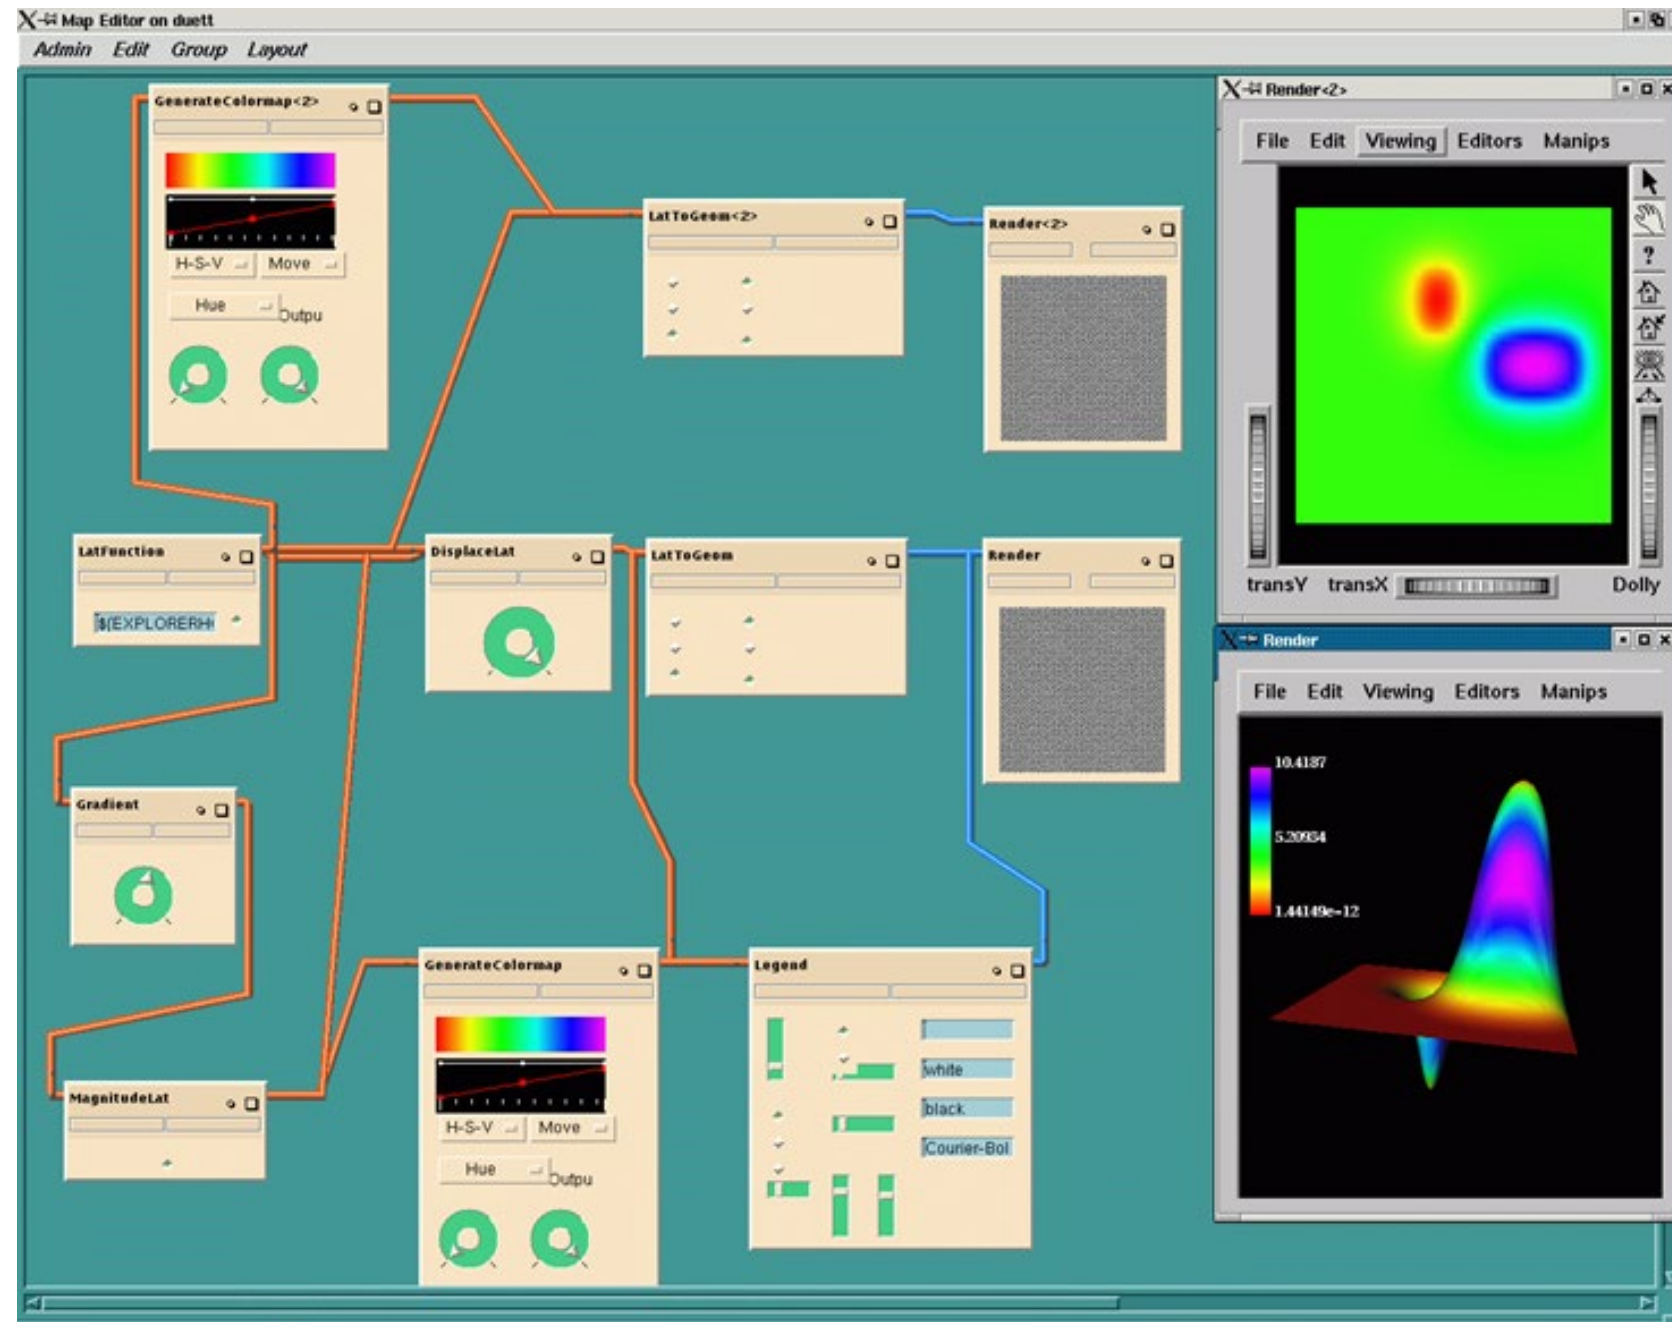 Map Editor on duett
Admin Edit Group Layout
GenerateColormap<2>
H-S-V Move
Hue
Outpu
LatToGeom<2>
Render<2>
LatFunction
$(EXPLORERH
DisplaceLat
LatToGeom
Render
Gradient
MagnitudeLat
GenerateColormap
H-S-V Move
Hue
Outpu
Legend
white
black
Courier-Bol
Render<2>
File Edit Viewing Editors Manips
?
transY transX Dolly
Render
File Edit Viewing Editors Manips
10.4187
5.20934
1.44149e-12